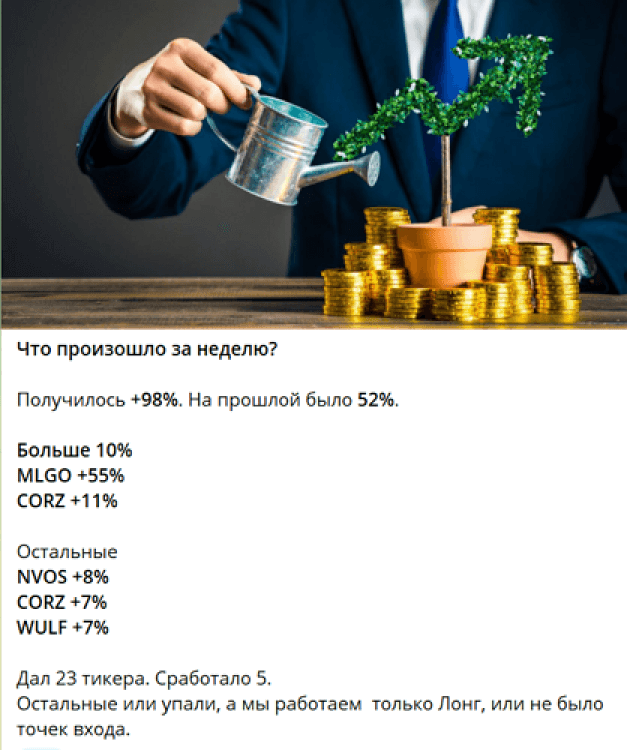 Что произошло за неделю?
Получилось +98%. На прошлой было 52%.
Больше 10%
MLGO +55%
CORZ +11%
Остальные
NVOS +8%
CORZ +7%
WULF +7%
Дал 23 тикера. Сработало 5.
Остальные или упали, а мы работаем  только Лонг, или не было
точек входа.